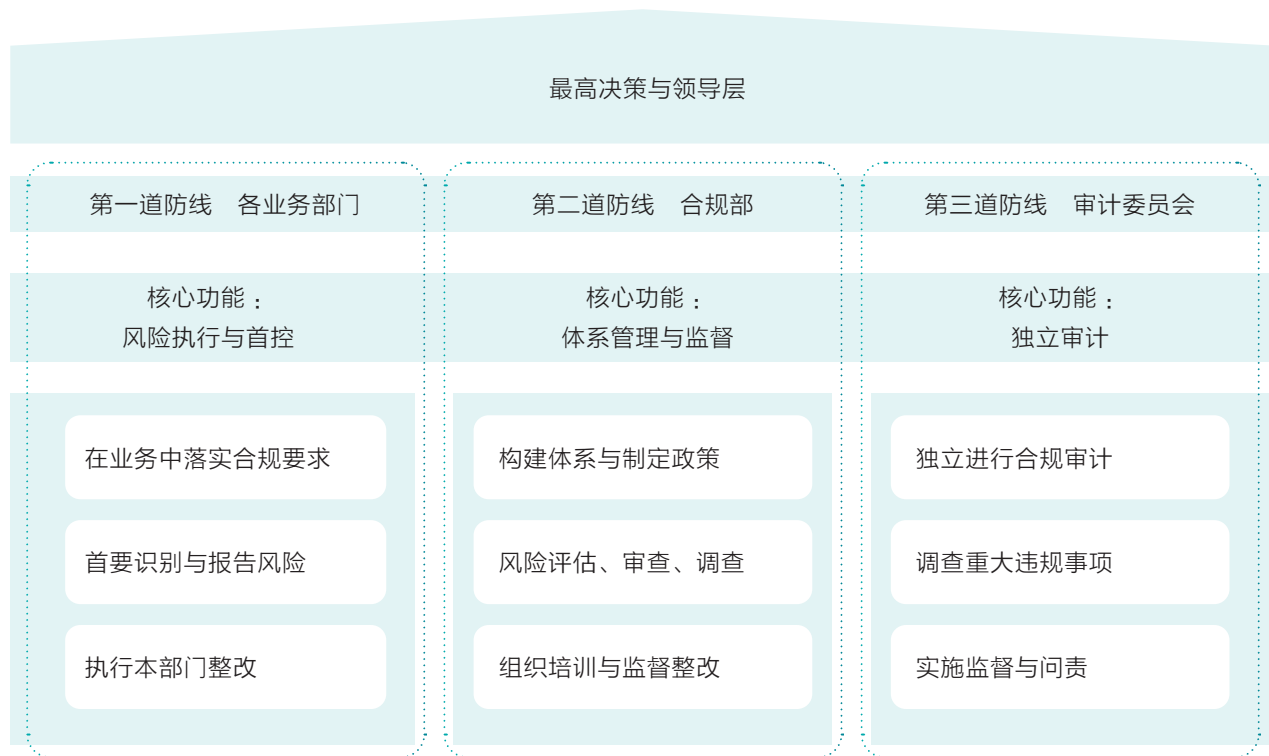 最高决策与领导层
第一道防线　各业务部门
核心功能：
风险执行与首控
在业务中落实合规要求
首要识别与报告风险
执行本部门整改
第二道防线　合规部
核心功能：
体系管理与监督
构建体系与制定政策
风险评估、审查、调查
组织培训与监督整改
第三道防线　审计委员会
核心功能：
独立审计
独立进行合规审计
调查重大违规事项
实施监督与问责